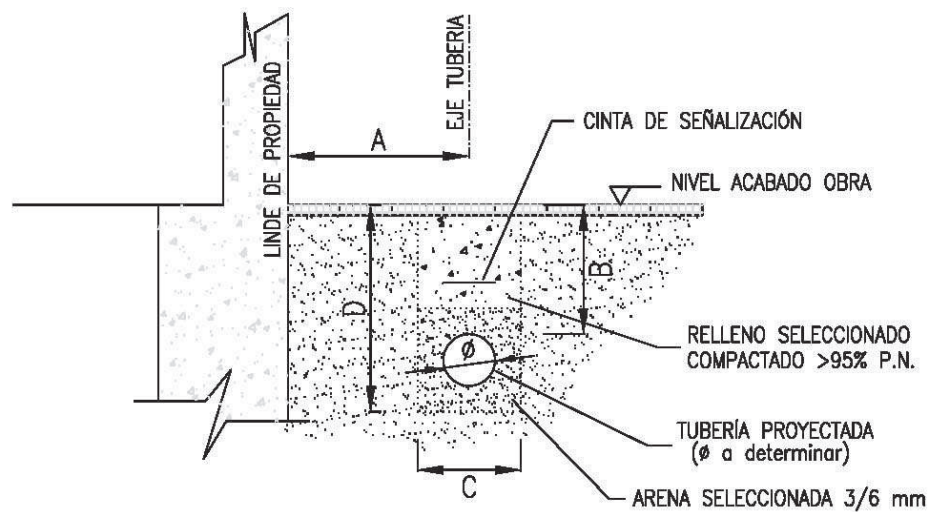 LINDE DE PROPIEDAD
EJE TUBERIA
A
CINTA DE SEÑALIZACIÓN
NIVEL ACABADO OBRA
B
D
RELLENO SELECCIONADO
COMPACTADO >95% P.N.
Ø
TUBERÍA PROYECTADA
(Ø a determinar)
C
ARENA SELECCIONADA 3/6 mm